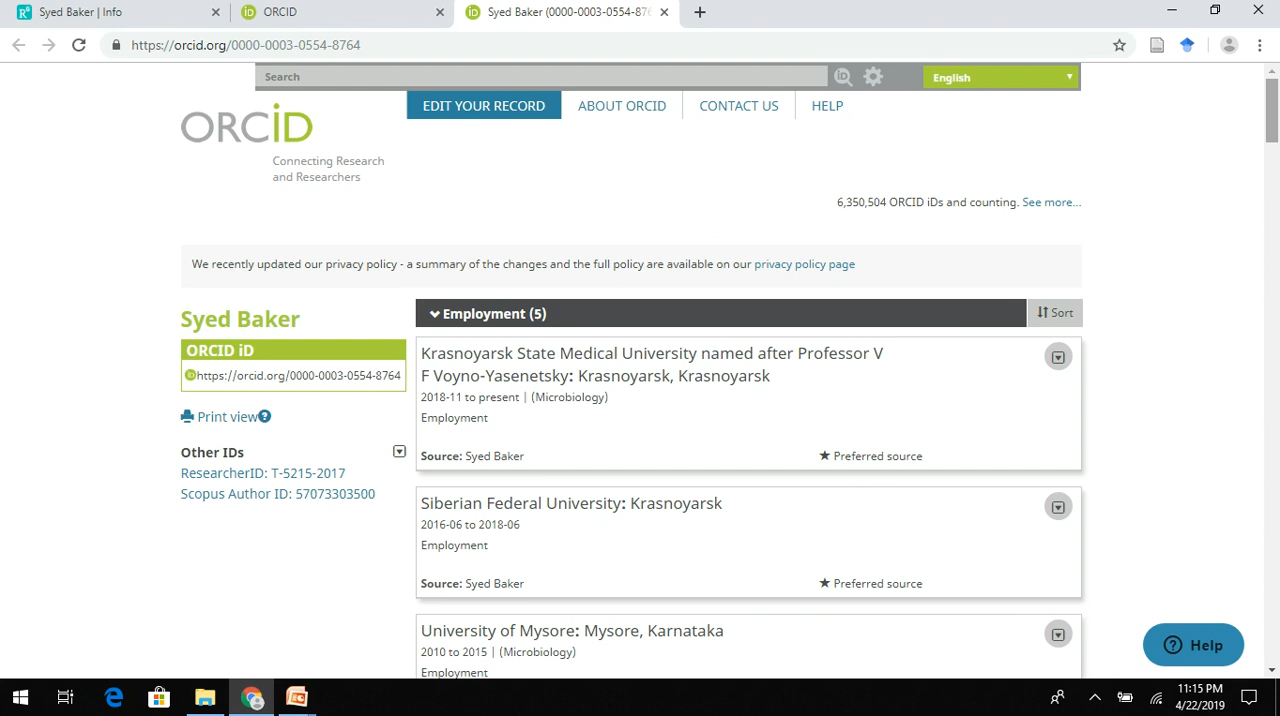 Syed Baker | Info
ORCID
Syed Baker (0000-0003-0554-87
https://orcid.org/0000-0003-0554-8764
Search
English
EDIT YOUR RECORD
ABOUT ORCID
CONTACT US
HELP
ORCID
Connecting Research
and Researchers
6,350,504 ORCID iDs and counting. See more...
We recently updated our privacy policy - a summary of the changes and the full policy are available on our privacy policy page
Syed Baker
ORCID iD
iD https://orcid.org/0000-0003-0554-8764
Print view
Other IDs
ResearcherID: T-5215-2017
Scopus Author ID: 57073303500
Employment (5)
Sort
Krasnoyarsk State Medical University named after Professor V
F Voyno-Yasenetsky: Krasnoyarsk, Krasnoyarsk
2018-11 to present | (Microbiology)
Employment
Source: Syed Baker
Preferred source
Siberian Federal University: Krasnoyarsk
2016-06 to 2018-06
Employment
Source: Syed Baker
Preferred source
University of Mysore: Mysore, Karnataka
2010 to 2015 | (Microbiology)
Employment
Help
11:15 PM
4/22/2019